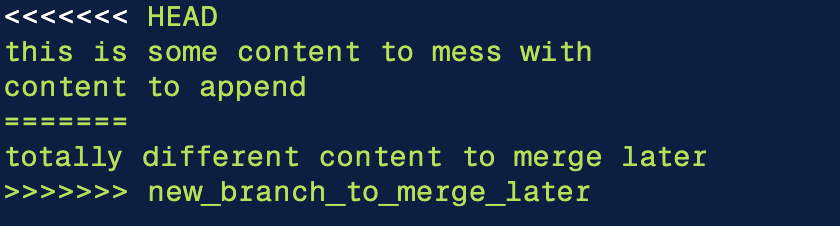 <<<<<<< HEAD
this is some content to mess with
content to append
=======
totally different content to merge later
>>>>>>> new_branch_to_merge_later